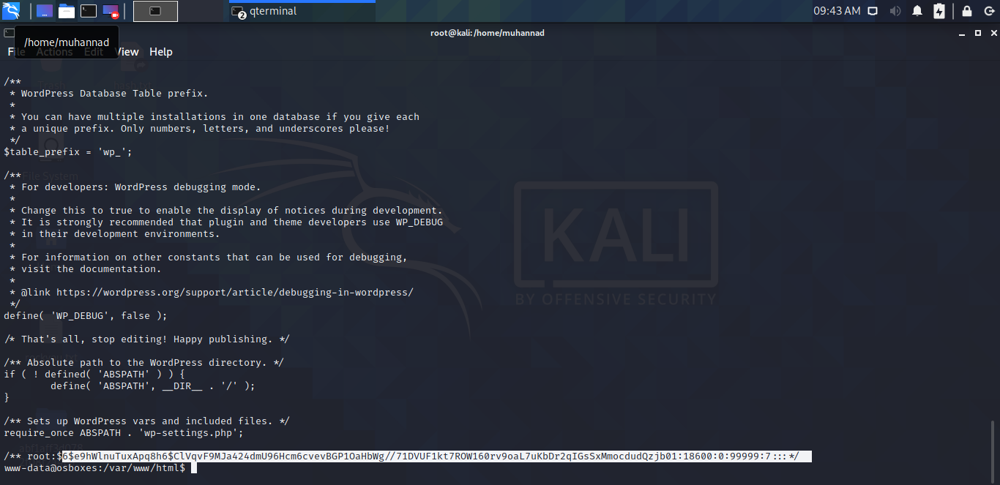 qterminal
2
09:43 AM
root@kali: /home/muhannad
/home/muhannad
File Actions Edit View Help
/**
 * WordPress Database Table prefix.
 *
 * You can have multiple installations in one database if you give each
 * a unique prefix. Only numbers, letters, and underscores please!
 */
$table_prefix = 'wp_';
/**
 * For developers: WordPress debugging mode.
 *
 * Change this to true to enable the display of notices during development.
 * It is strongly recommended that plugin and theme developers use WP_DEBUG
 * in their development environments.
 *
 * For information on other constants that can be used for debugging,
 * visit the documentation.
 *
 * @link https://wordpress.org/support/article/debugging-in-wordpress/
 */
define( 'WP_DEBUG', false );
/* That's all, stop editing! Happy publishing. */
/** Absolute path to the WordPress directory. */
if ( ! defined( 'ABSPATH' ) ) {
        define( 'ABSPATH', __DIR__ . '/' );
}
/** Sets up WordPress vars and included files. */
require_once ABSPATH . 'wp-settings.php';
/** root:$6$e9hWlnuTuxApq8h6$ClVqvF9MJa424dmU96Hcm6cvevBGP1OaHbWg//71DVUF1kt7ROW160rv9oaL7uKbDr2qIGsSxMmocdudQzjb01:18600:0:99999:7:::*/
www-data@osboxes:/var/www/html$
File System
KALI
BY OFFENSIVE SECURITY